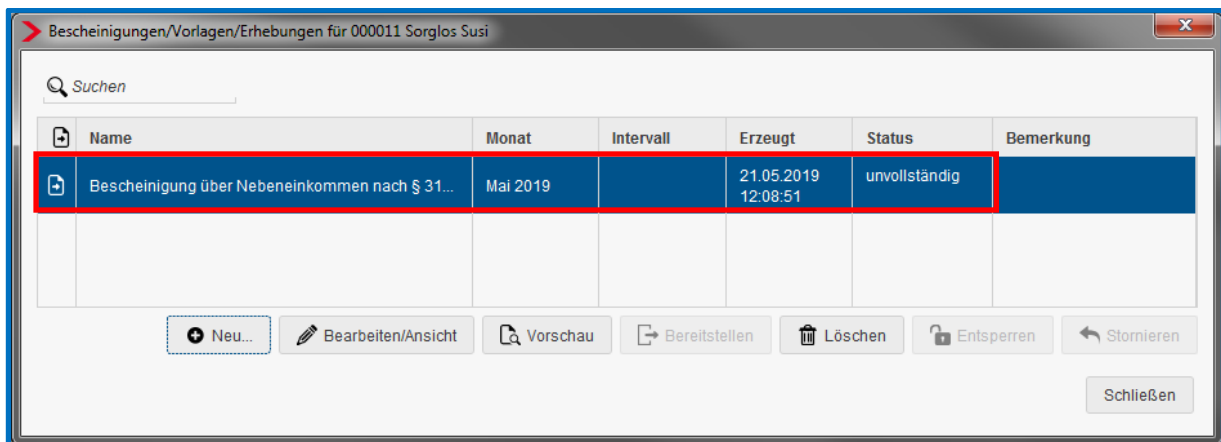 Bescheinigungen/Vorlagen/Erhebungen für 000011 Sorglos Susi
Suchen
Name Monat Intervall Erzeugt Status Bemerkung
Bescheinigung über Nebeneinkommen nach § 31... Mai 2019 21.05.2019 unvollständig
12:08:51
Neu... Bearbeiten/Ansicht Vorschau Bereitstellen Löschen Entsperren Stornieren
Schließen